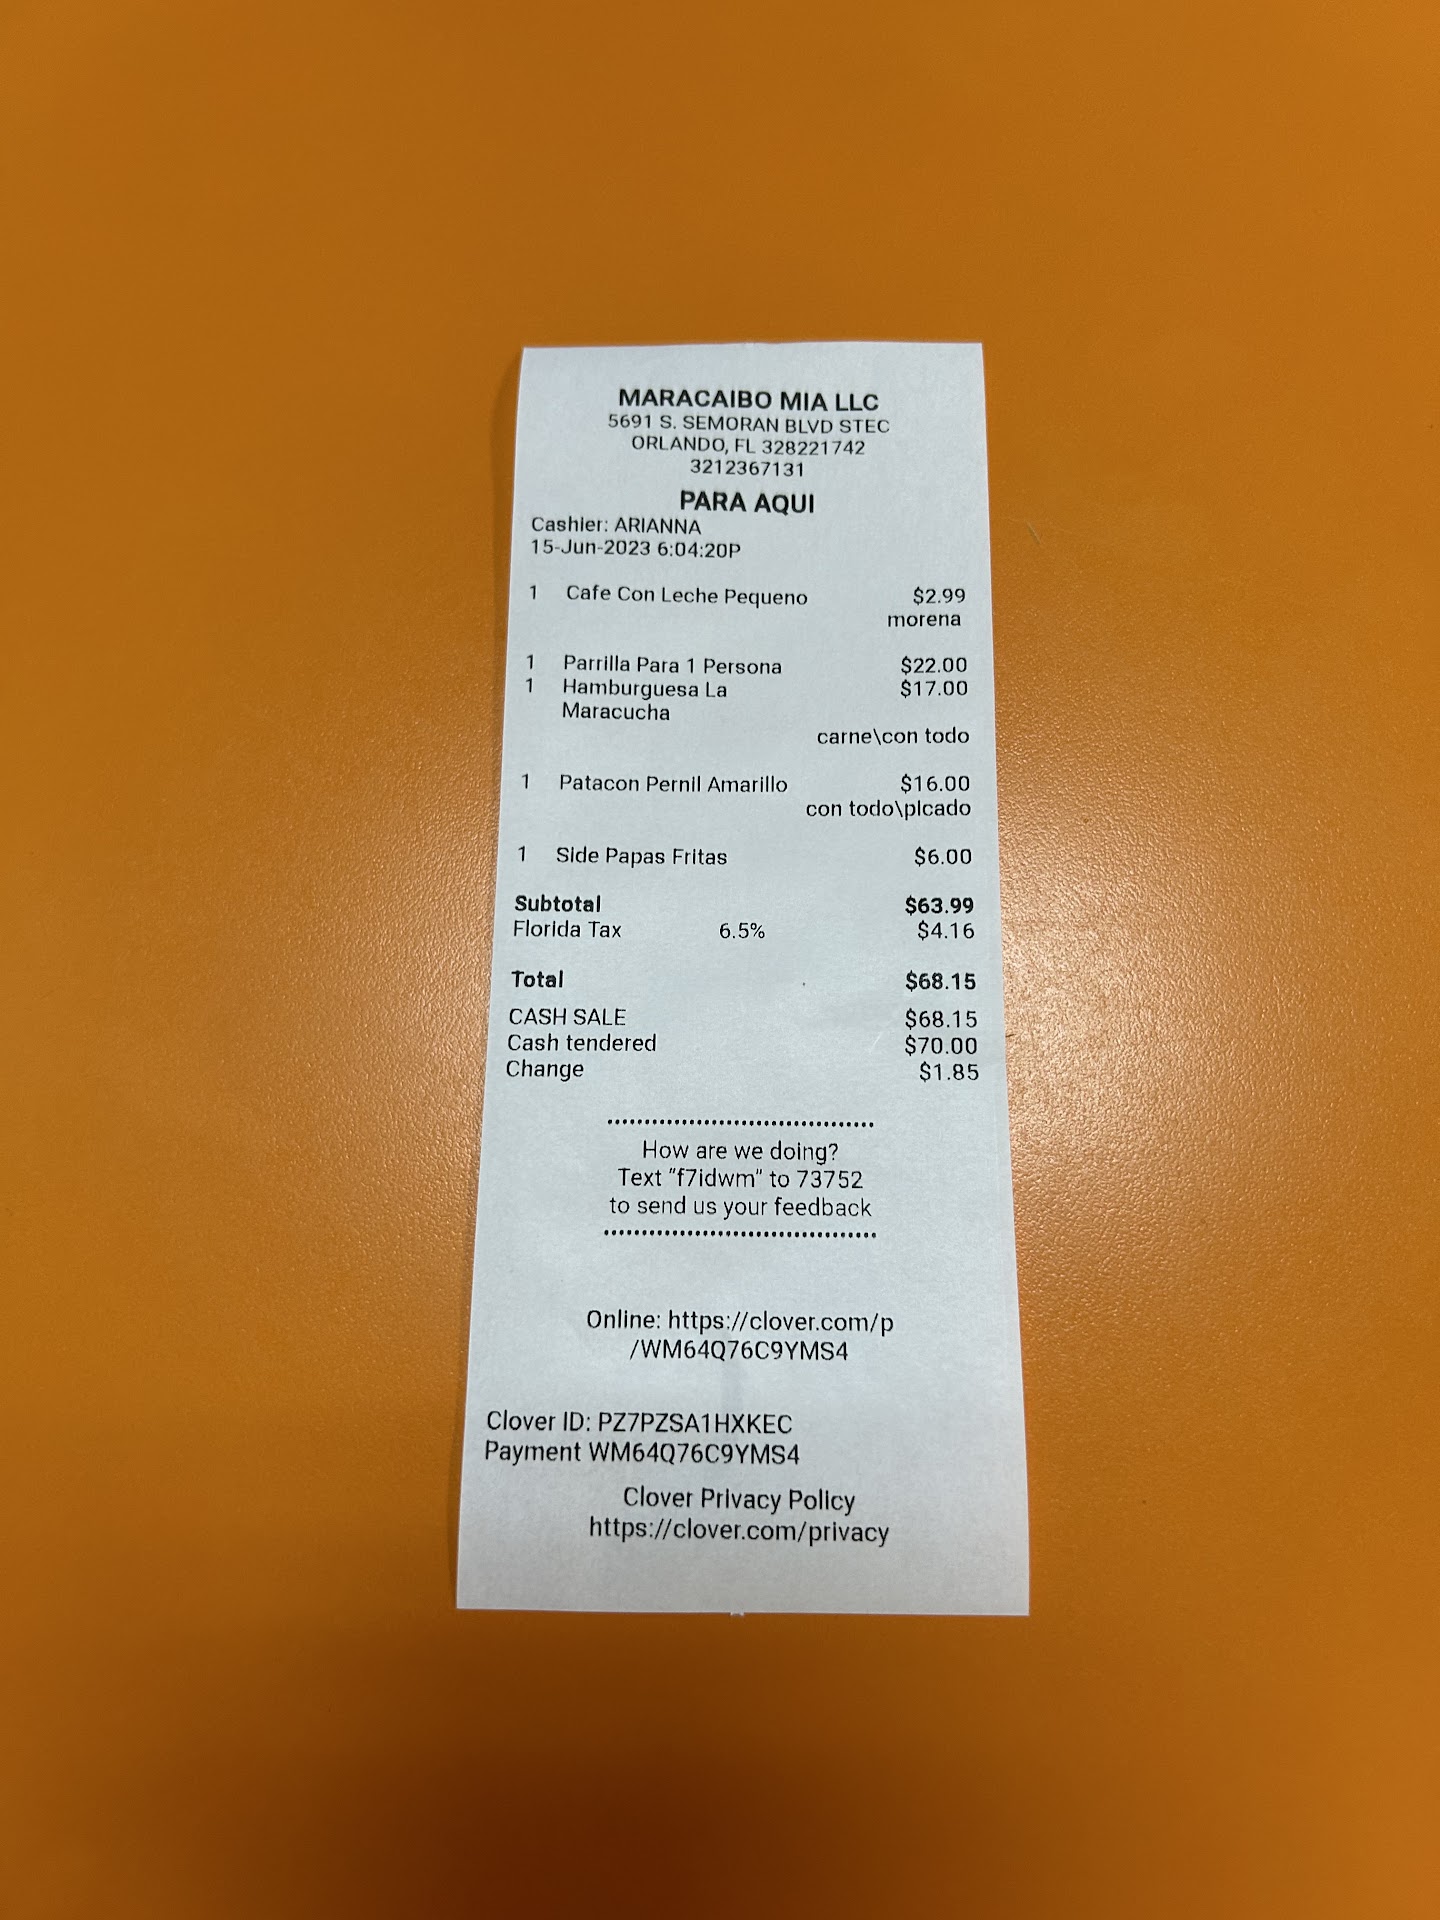 MARACAIBO MIA LLC
5691 S. SEMORAN BLVD STEC
ORLANDO, FL 328221742
3212367131
PARA AQUI
Cashier: ARIANNA
15-Jun-2023 6:04:20P
1 Cafe Con Leche Pequeno $2.99
morena
1 Parrilla Para 1 Persona $22.00
1 Hamburguesa La $17.00
Maracucha
carne\con todo
1 Patacon Pernil Amarillo $16.00
con todo\picado
1 Side Papas Fritas $6.00
Subtotal $63.99
Florida Tax 6.5% $4.16
Total $68.15
CASH SALE $68.15
Cash tendered $70.00
Change $1.85
How are we doing?
Text "f7idwm" to 73752
to send us your feedback
Online: https://clover.com/p
/WM64Q76C9YMS4
Clover ID: PZ7PZSA1HXKEC
Payment WM64Q76C9YMS4
Clover Privacy Policy
https://clover.com/privacy